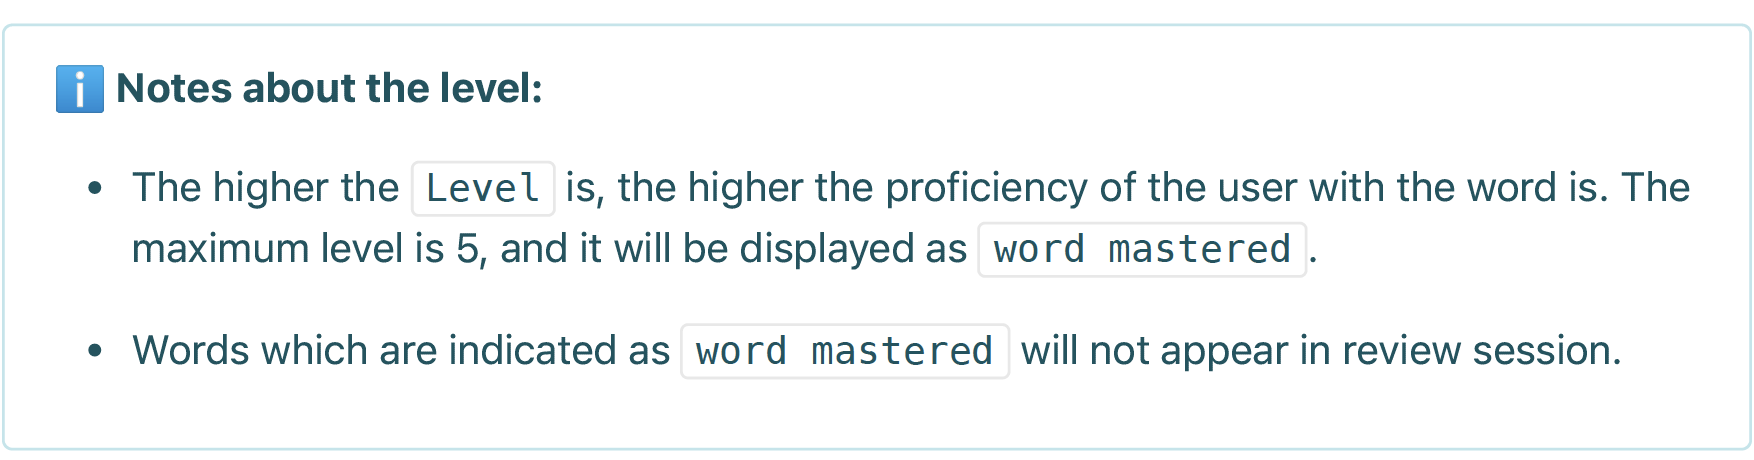 Notes about the level:
The higher the Level is, the higher the proficiency of the user with the word is. The
maximum level is 5, and it will be displayed as word mastered.
Words which are indicated as word mastered will not appear in review session.